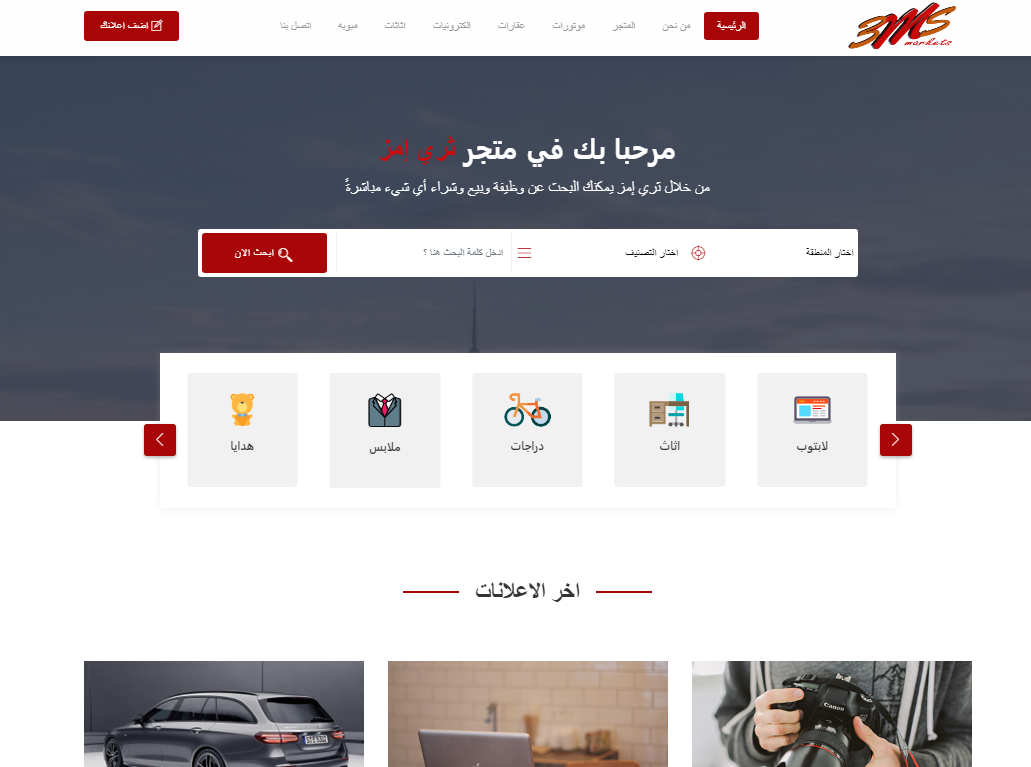 3MS
markets
الرئيسية
من نحن
المتجر
موتورات
عقارات
الكترونيات
اثاثات
مبوبه
اتصل بنا
اضف اعلانك
مرحبا بك في متجر ثري إمز
من خلال ثري إمز يمكنك البحث عن وظيفة وبيع وشراء أي شيء مباشرةً
اختار المنطقة
اختار التصنيف
ادخل كلمة البحث هنا ؟
ابحث الان
لابتوب
اثاث
دراجات
ملابس
هدايا
اخر الاعلانات
Canon